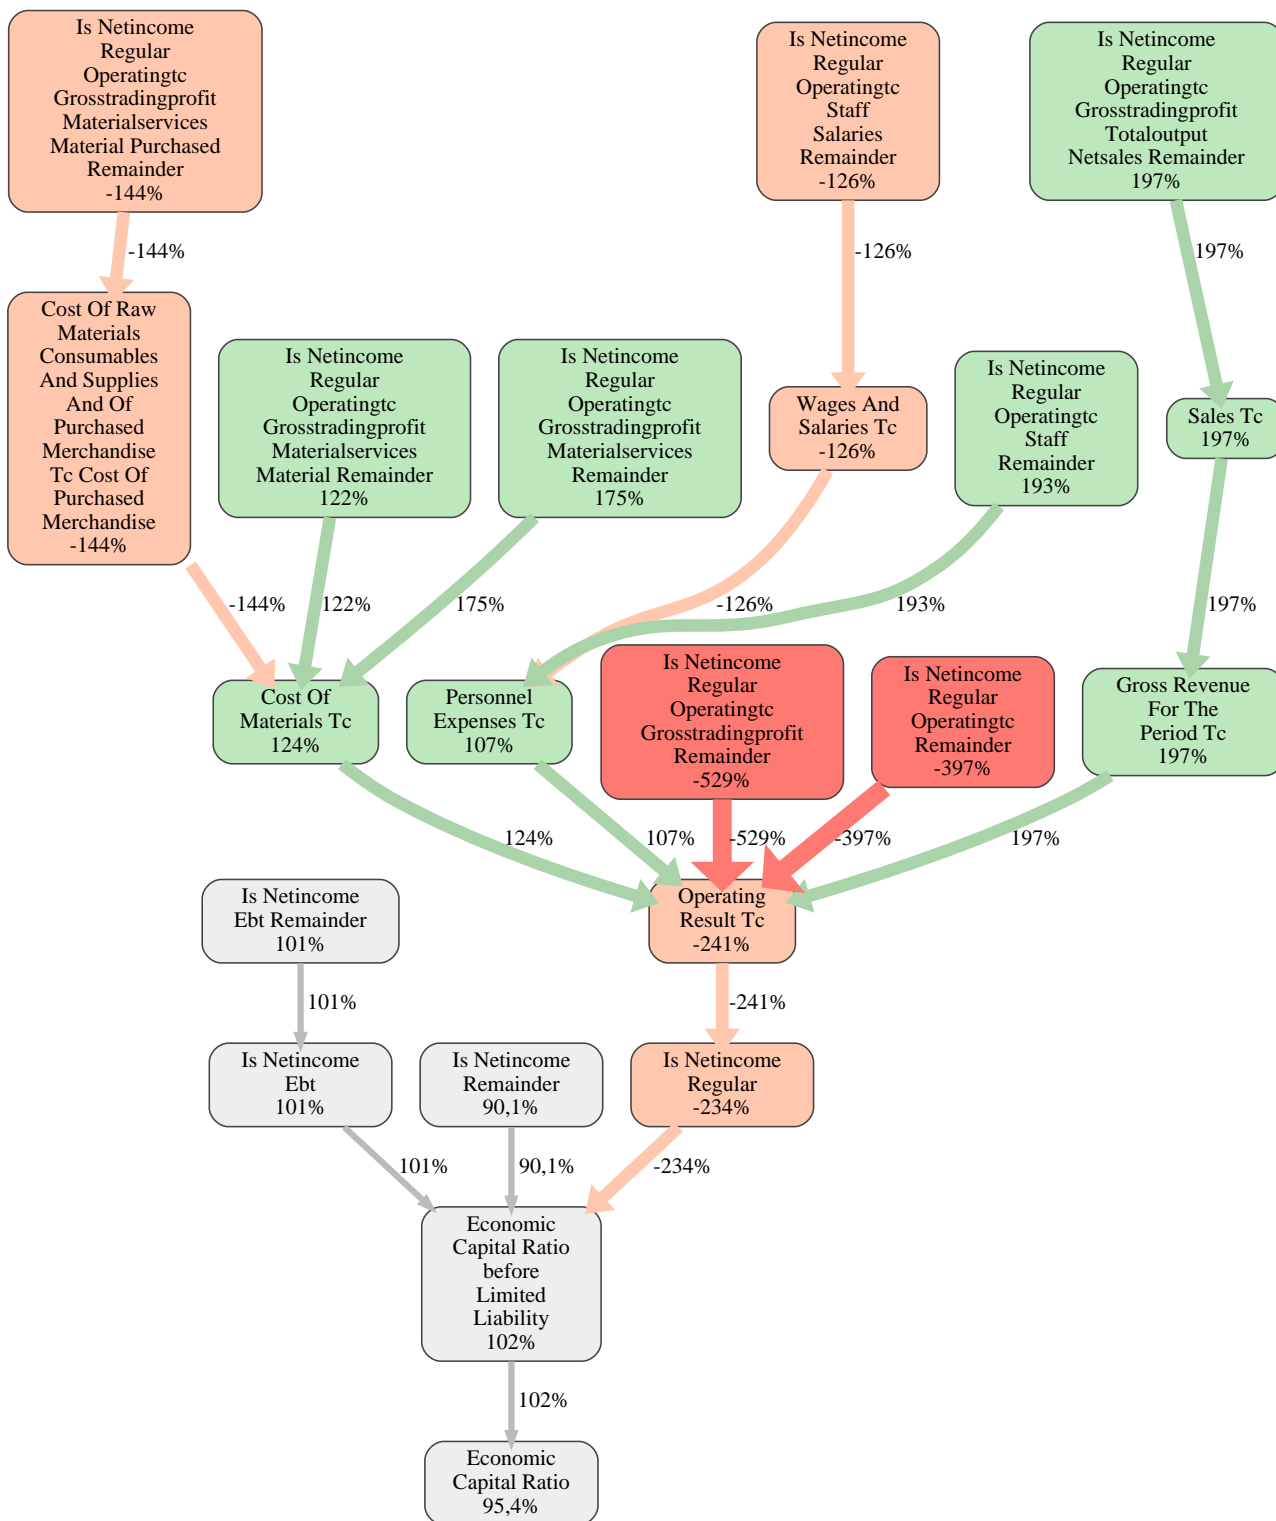 Is Netincome
Regular
Operatingtc
Grosstradingprofit
Materialservices
Material Purchased
Remainder
-144%
Is Netincome
Regular
Operatingtc
Staff
Salaries
Remainder
-126%
Is Netincome
Regular
Operatingtc
Grosstradingprofit
Totaloutput
Netsales Remainder
197%
-144%
-126%
197%
Cost Of Raw
Materials
Consumables
And Supplies
And Of
Purchased
Merchandise
Tc Cost Of
Purchased
Merchandise
-144%
Is Netincome
Regular
Operatingtc
Grosstradingprofit
Materialservices
Material Remainder
122%
Is Netincome
Regular
Operatingtc
Grosstradingprofit
Materialservices
Remainder
175%
Wages And
Salaries Tc
-126%
Is Netincome
Regular
Operatingtc
Staff
Remainder
193%
Sales Tc
197%
-144%
122%
175%
-126%
193%
197%
Cost Of
Materials Tc
124%
Personnel
Expenses Tc
107%
Is Netincome
Regular
Operatingtc
Grosstradingprofit
Remainder
-529%
Is Netincome
Regular
Operatingtc
Remainder
-397%
Gross Revenue
For The
Period Tc
197%
124%
107%
-529%
-397%
197%
Is Netincome
Ebt Remainder
101%
Operating
Result Tc
-241%
101%
-241%
Is Netincome
Ebt
101%
Is Netincome
Remainder
90,1%
Is Netincome
Regular
-234%
101%
90,1%
-234%
Economic
Capital Ratio
before
Limited
Liability
102%
102%
Economic
Capital Ratio
95,4%